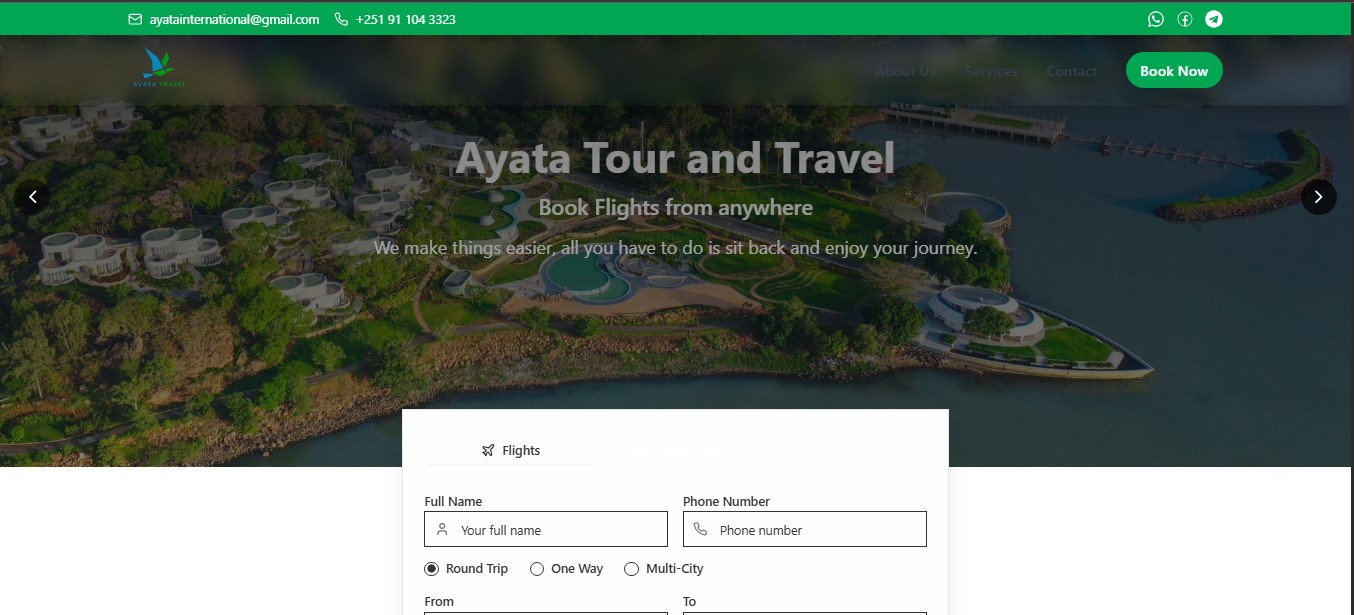 ayatainternational@gmail.com +251 91 104 3323
AYATA TRAVEL
About Us Services Contact Book Now
Ayata Tour and Travel
Book Flights from anywhere
We make things easier, all you have to do is sit back and enjoy your journey.
Flights
Full Name Phone Number
Your full name Phone number
Round Trip One Way Multi-City
From To